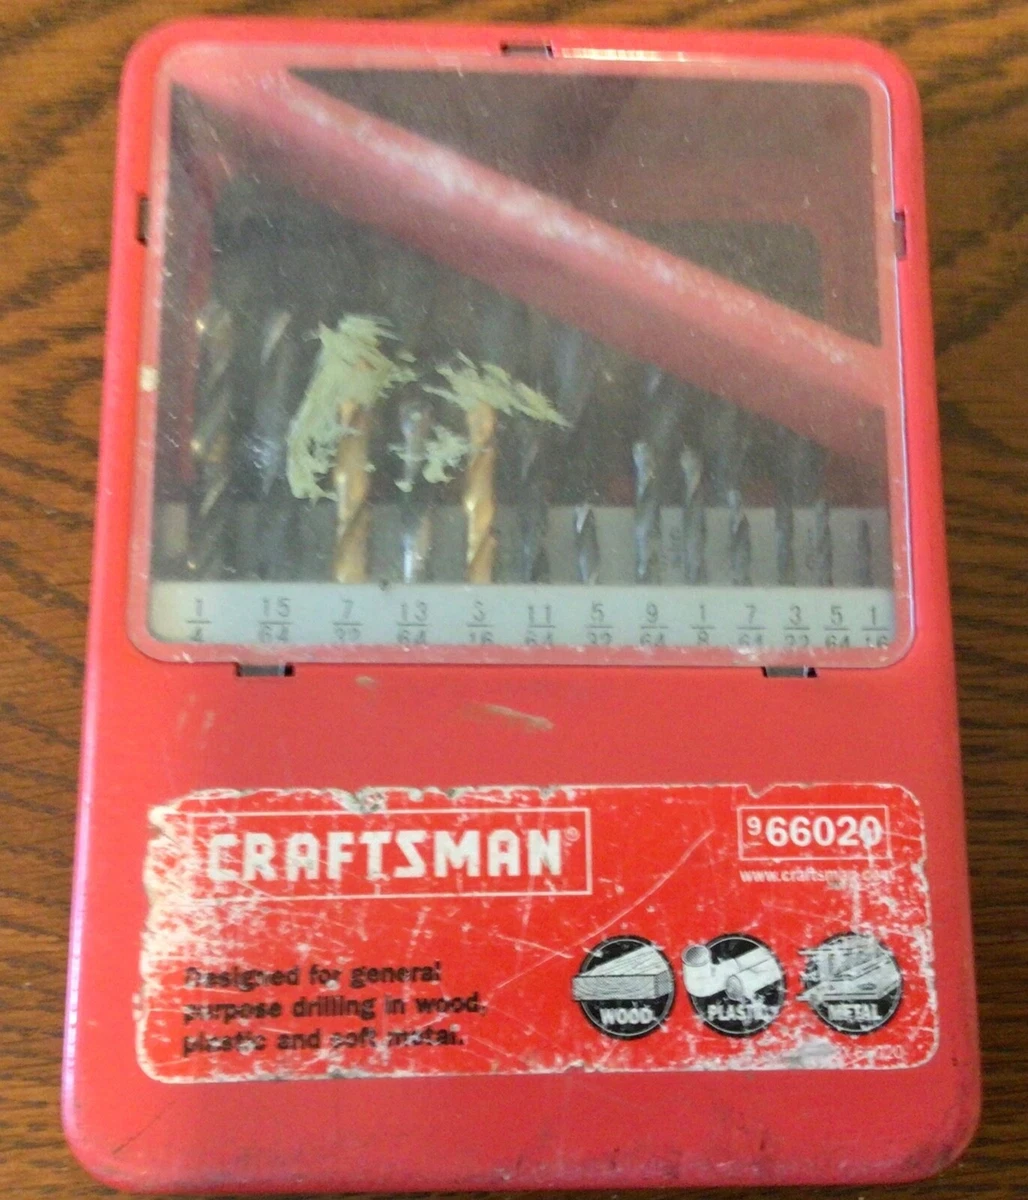 1 15 7 13 3 11 5 9 1 7 3 5 1
4 64 32 64 16 64 32 64 8 64 32 64 16
CRAFTSMAN®
9 66020
www.craftsman.com
Designed for general
purpose drilling in wood,
plastic and soft metal.
WOOD PLASTIC METAL